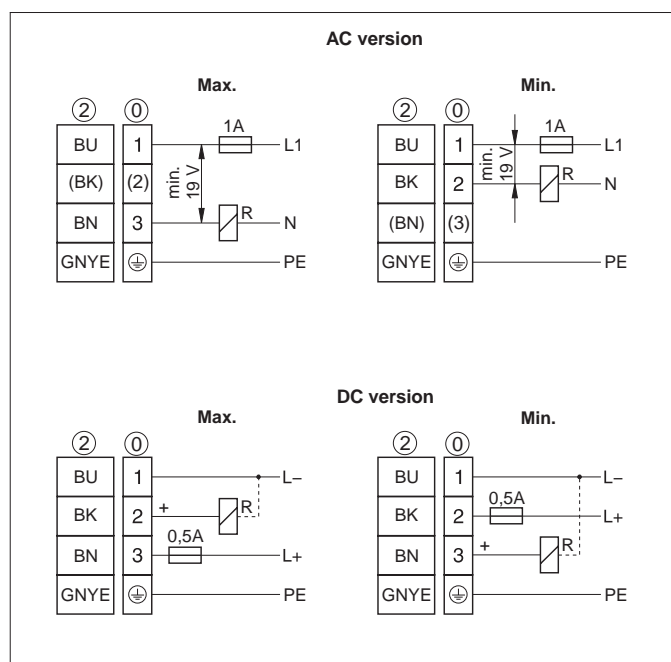 AC version
Max.
② ⓪
BU 1 1A L1
(BK) (2) min. 19 V
BN 3 R N
GNYE PE
Min.
② ⓪
BU 1 1A L1
min. 19 V
BK 2 R N
(BN) (3)
GNYE PE
DC version
Max.
② ⓪
BU 1 L−
BK 2 + R
BN 3 0,5A L+
GNYE PE
Min.
② ⓪
BU 1 L−
BK 2 0,5A L+
BN 3 + R
GNYE PE